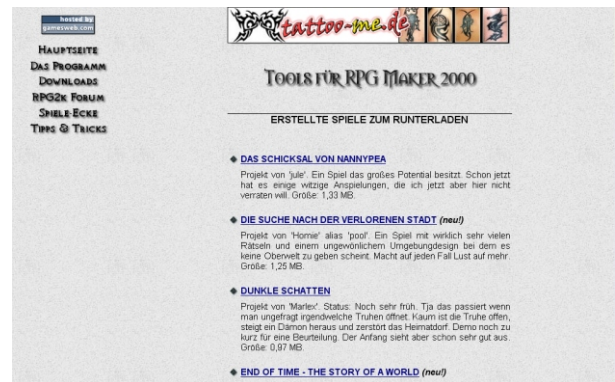 hosted by
gamesweb.com
HAUPTSEITE
DAS PROGRAMM
DOWNLOADS
RPG2K FORUM
SPIELE-ECKE
TIPPS & TRICKS
tattoo-me.de
TOOLS FÜR RPG MAKER 2000
ERSTELLTE SPIELE ZUM RUNTERLADEN
DAS SCHICKSAL VON NANNYPEA
Projekt von 'jule'. Ein Spiel das großes Potential besitzt. Schon jetzt
hat es einige witzige Anspielungen, die ich jetzt aber hier nicht
verraten will. Größe: 1,33 MB.
DIE SUCHE NACH DER VERLORENEN STADT (neu!)
Projekt von 'Homie' alias 'pool'. Ein Spiel mit wirklich sehr vielen
Rätseln und einem ungewönlichem Umgebungdesign bei dem es
keine Oberwelt zu geben scheint. Macht auf jeden Fall Lust auf mehr.
Größe: 1,25 MB.
DUNKLE SCHATTEN
Projekt von 'Marlex'. Status: Noch sehr früh. Tja das passiert wenn
man ungefragt irgendwelche Truhen öffnet. Kaum ist die Truhe offen,
steigt ein Dämon heraus und zerstört das Heimatdorf. Demo noch zu
kurz für eine Beurteilung. Der Anfang sieht aber schon sehr gut aus.
Größe: 0,97 MB.
END OF TIME - THE STORY OF A WORLD (neu!)